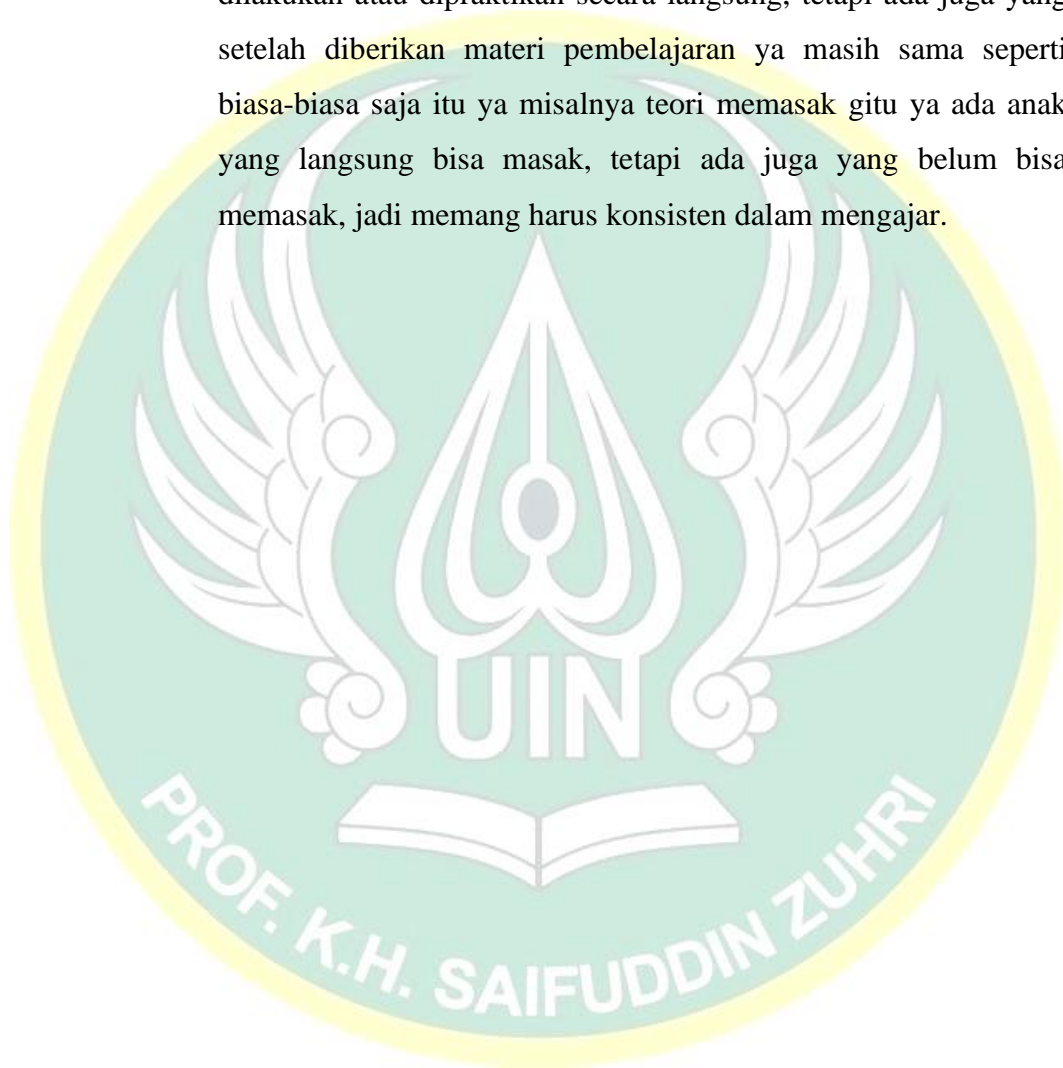 dilakukan atau dipraktikan secara langsung, tetapi ada juga yang
setelah diberikan materi pembelajaran ya masih sama seperti
biasa-biasa saja itu ya misalnya teori memasak gitu ya ada anak
yang langsung bisa masak, tetapi ada juga yang belum bisa
memasak, jadi memang harus konsisten dalam mengajar.
UIN
PROF. K.H. SAIFUDDIN ZUHRI